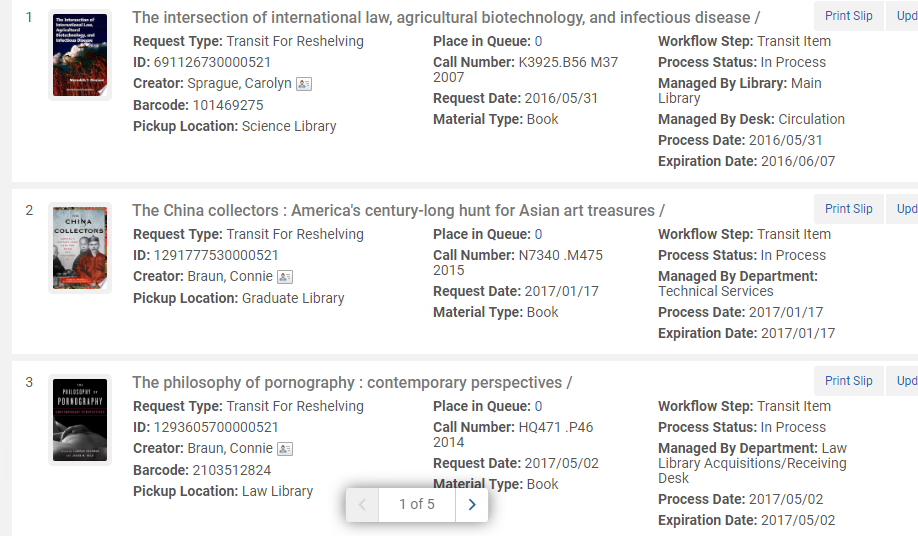 1
The intersection of international law, agricultural biotechnology, and infectious disease /
Print Slip
Upd
Request Type: Transit For Reshelving
ID: 691126730000521
Creator: Sprague, Carolyn
Barcode: 101469275
Pickup Location: Science Library
Place in Queue: 0
Call Number: K3925.B56 M37
2007
Request Date: 2016/05/31
Material Type: Book
Workflow Step: Transit Item
Process Status: In Process
Managed By Library: Main
Library
Managed By Desk: Circulation
Process Date: 2016/05/31
Expiration Date: 2016/06/07
2
THE
CHINA
COLLECTORS
The China collectors : America's century-long hunt for Asian art treasures /
Print Slip
Upd
Request Type: Transit For Reshelving
ID: 1291777530000521
Creator: Braun, Connie
Pickup Location: Graduate Library
Place in Queue: 0
Call Number: N7340 .M475
2015
Request Date: 2017/01/17
Material Type: Book
Workflow Step: Transit Item
Process Status: In Process
Managed By Department:
Technical Services
Process Date: 2017/01/17
Expiration Date: 2017/01/17
3
THE
PHILOSOPHY OF
PORNOGRAPHY
The philosophy of pornography : contemporary perspectives /
Print Slip
Upd
Request Type: Transit For Reshelving
ID: 1293605700000521
Creator: Braun, Connie
Barcode: 2103512824
Pickup Location: Law Library
Place in Queue: 0
Call Number: HQ471 .P46
2014
Request Date: 2017/05/02
Material Type: Book
Workflow Step: Transit Item
Process Status: In Process
Managed By Department: Law
Library Acquisitions/Receiving
Desk
Process Date: 2017/05/02
Expiration Date: 2017/05/02
1 of 5